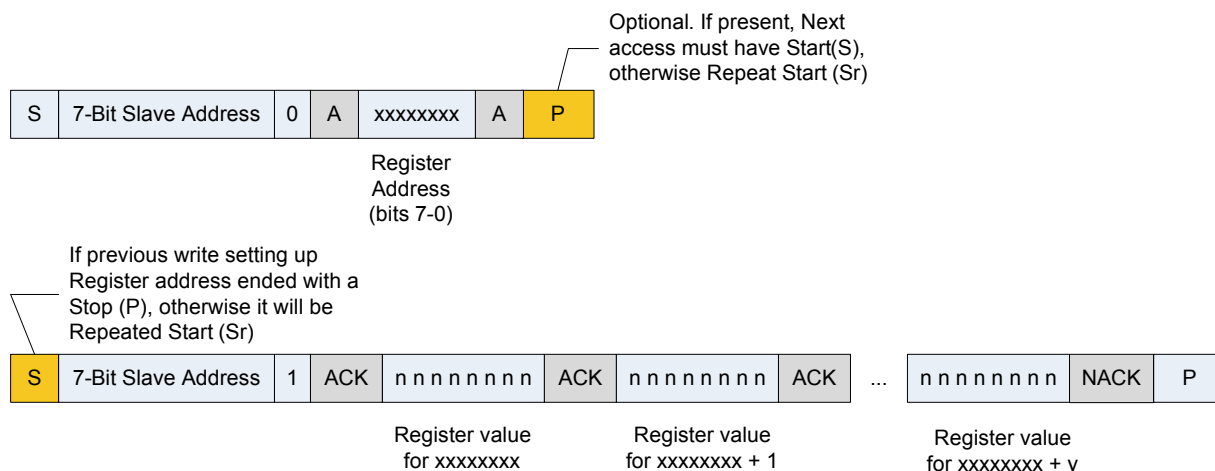 Optional. If present, Next
access must have Start(S),
otherwise Repeat Start (Sr)
S 7-Bit Slave Address 0 A xxxxxxxx A P
Register
Address
(bits 7-0)
If previous write setting up
Register address ended with a
Stop (P), otherwise it will be
Repeated Start (Sr)
S 7-Bit Slave Address 1 ACK n n n n n n n n ACK n n n n n n n n ACK ... n n n n n n n n NACK P
Register value
for xxxxxxxx
Register value
for xxxxxxxx + 1
Register value
for xxxxxxxx + y